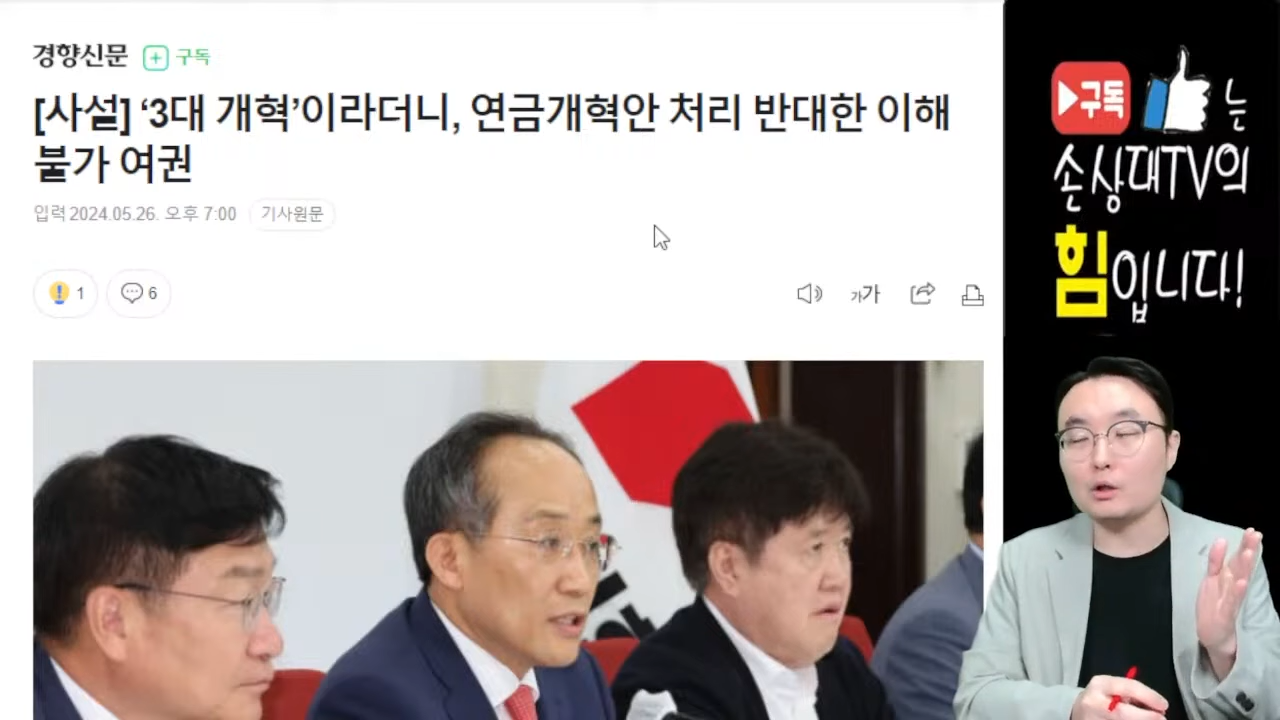 경향신문 구독
[사설] ‘3대 개혁’이라더니, 연금개혁안 처리 반대한 이해
불가 여권
입력 2024.05.26. 오후 7:00 기사원문
1 6
가가
구독 는
손상대TV의
힘입니다!